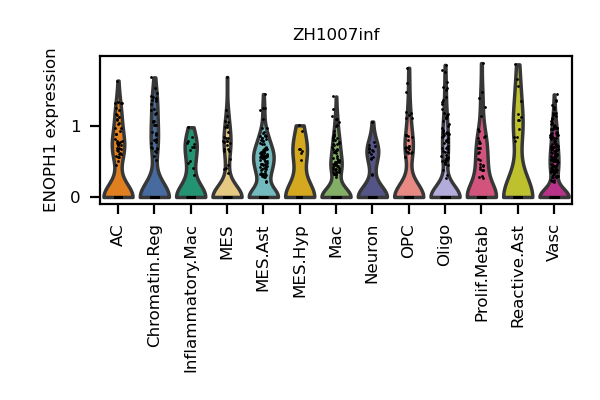 ZH1007inf
ENOPH1 expression
1
0
AC
Chromatin.Reg
Inflammatory.Mac
MES
MES.Ast
MES.Hyp
Mac
Neuron
OPC
Oligo
Prolif.Metab
Reactive.Ast
Vasc